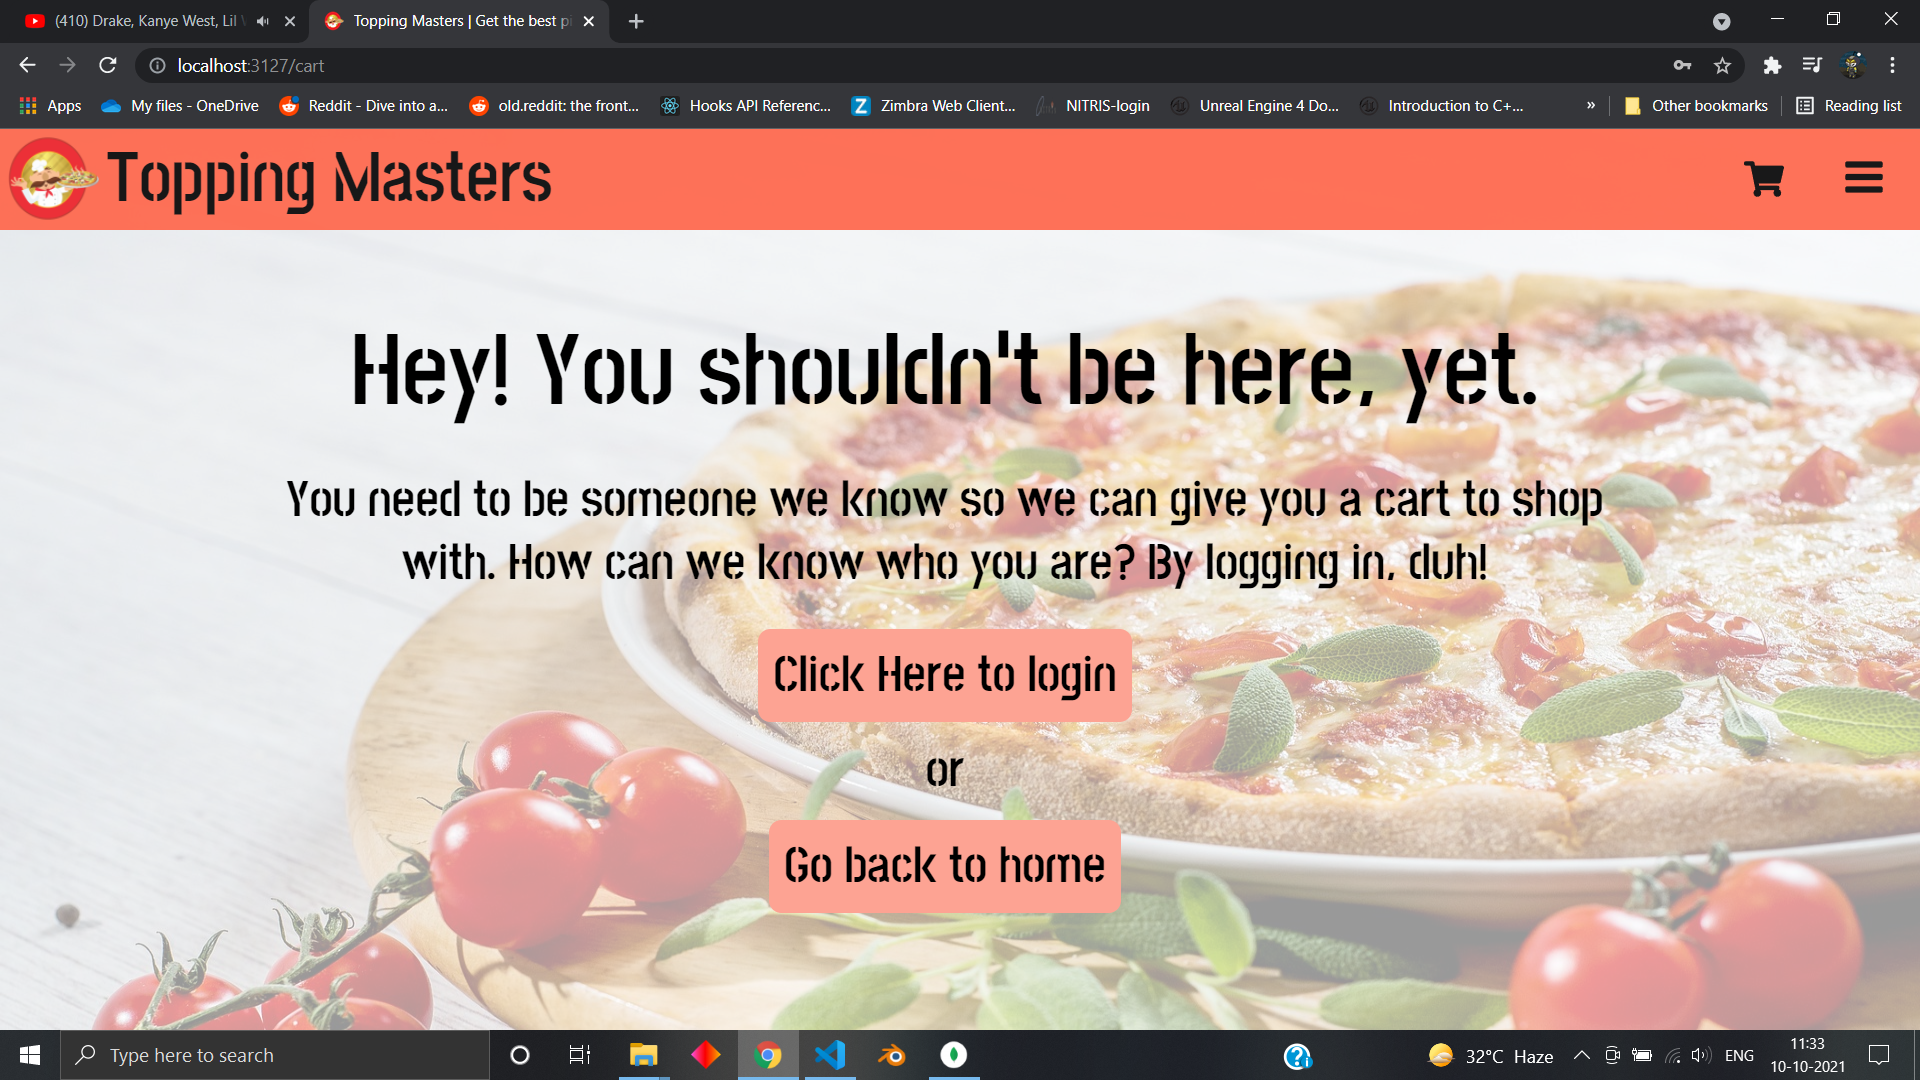 (410) Drake, Kanye West, Lil
Topping Masters | Get the best pi
localhost:3127/cart
Apps
My files - OneDrive
Reddit - Dive into a...
old.reddit: the front...
Hooks API Referenc...
Zimbra Web Client...
NITRIS-login
Unreal Engine 4 Do...
Introduction to C+...
»
Other bookmarks
Reading list
Topping Masters
Hey! You shouldn't be here, yet.
You need to be someone we know so we can give you a cart to shop
with. How can we know who you are? By logging in, duh!
Click Here to login
or
Go back to home
Type here to search
32°C Haze
ENG
11:33
10-10-2021